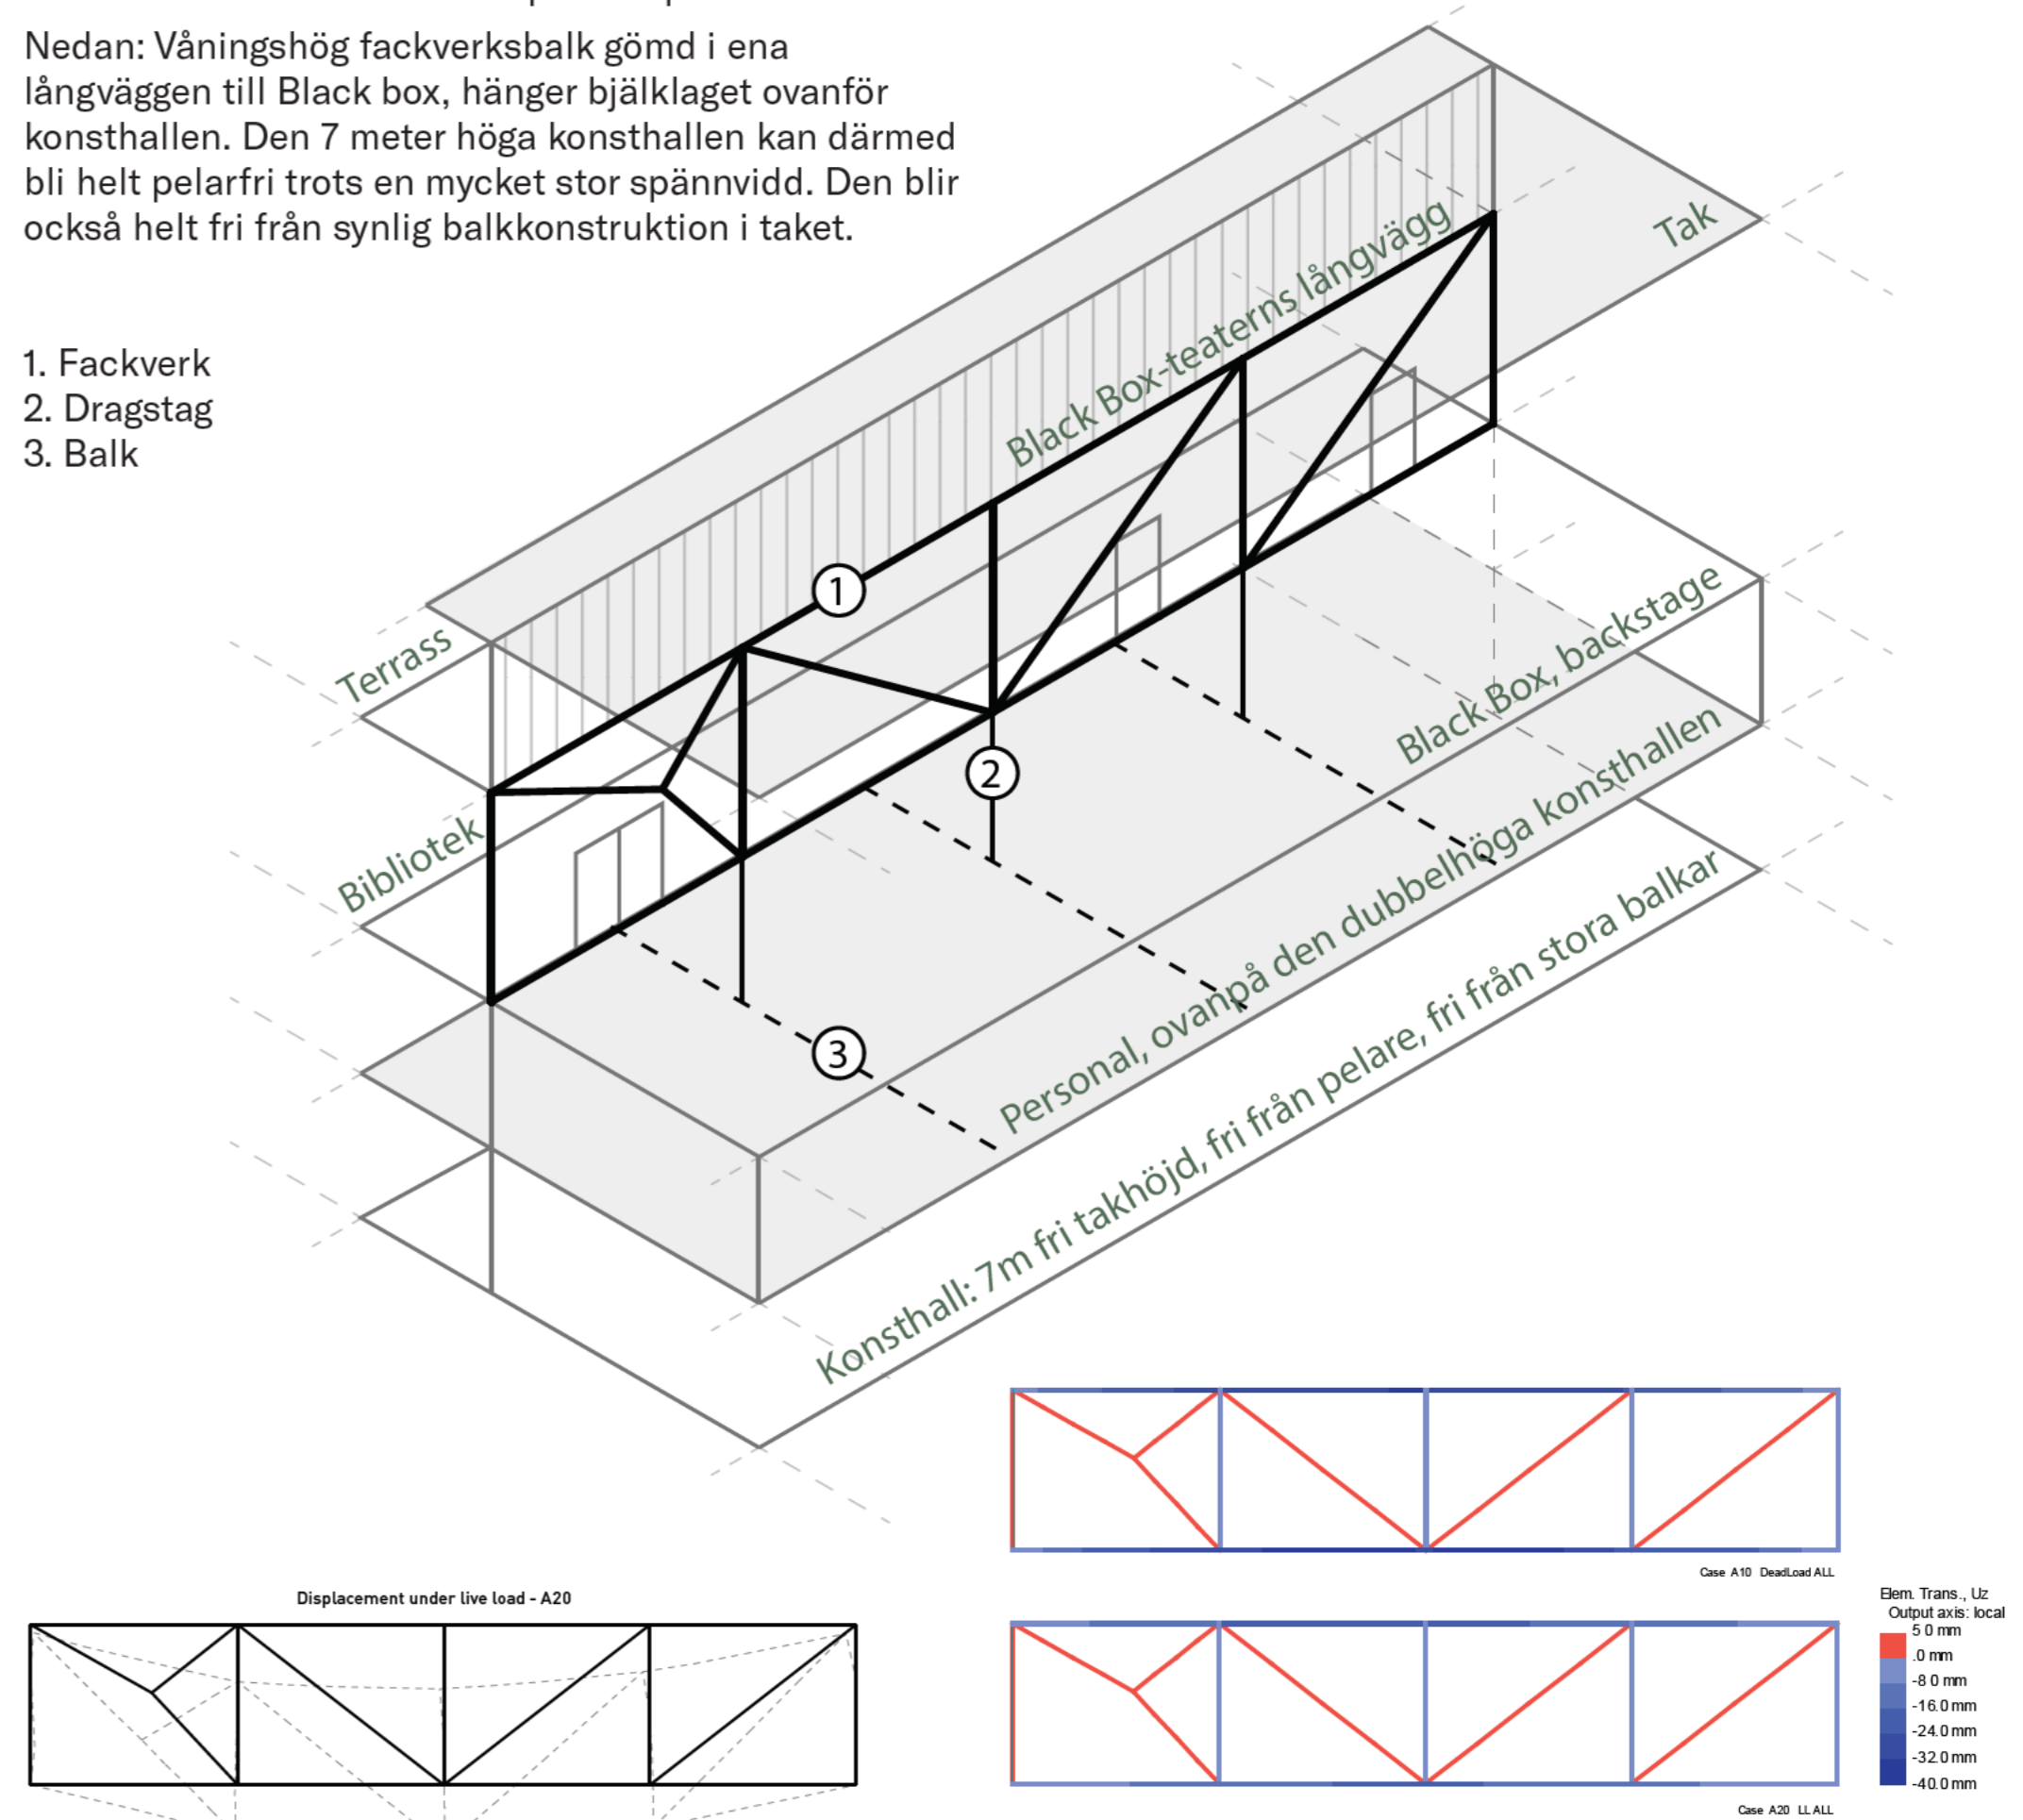 Nedan: Våningshög fackverksbalk gömd i ena
långväggen till Black box, hänger bjälklaget ovanför
konsthallen. Den 7 meter höga konsthallen kan därmed
bli helt pelarfri trots en mycket stor spännvidd. Den blir
också helt fri från synlig balkkonstruktion i taket.
1. Fackverk
2. Dragstag
3. Balk
Tak
Black Box-teaterns långvägg
1
Terrass
Bibliotek
2
3
Black Box, backstage
Personal, ovanpå den dubbelhöga konsthallen
Konsthall: 7m fri takhöjd, fri från pelare, fri från stora balkar
Case A10 DeadLoad ALL
Displacement under live load - A20
Elem. Trans., Uz
Output axis: local
5 0 mm
.0 mm
-8 0 mm
-16.0 mm
-24.0 mm
-32.0 mm
-40.0 mm
Case A20 LL ALL